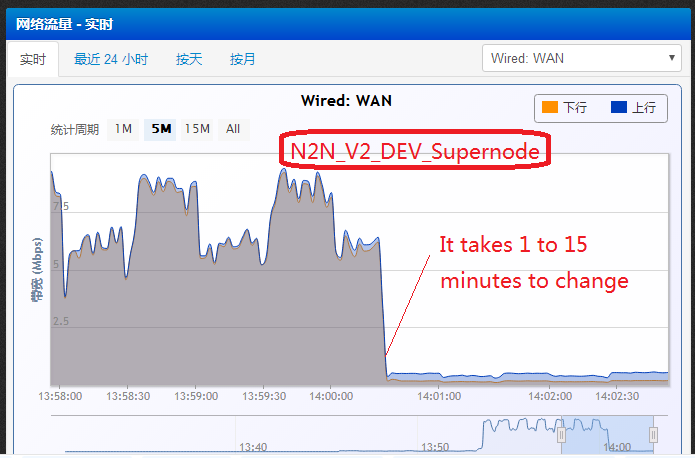 网络流量 - 实时
实时 最近 24 小时 按天 按月 Wired: WAN
Wired: WAN
下行 上行
统计周期 1M 5M 15M All
N2N_V2_DEV_Supernode
7.5
It takes 1 to 15
minutes to change
5
(Mbps)
2.5
13:58:00 13:58:30 13:59:00 13:59:30 14:00:00 14:01:00 14:02:00 14:02:30
13:40 13:50 14:00